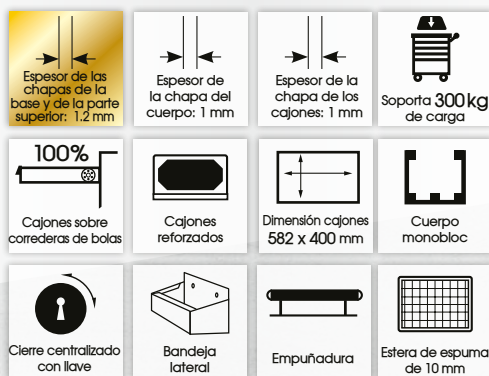 Espesor de las
chapas de la
base y de la parte
superior: 1.2 mm
Espesor de
la chapa del
cuerpo: 1 mm
Espesor de la
chapa de los
cajones: 1 mm
Soporta 300kg
de carga
100%
Cajones sobre
correderas de bolas
Cajones
reforzados
Dimensión cajones
582 x 400 mm
Cuerpo
monobloc
Cierre centralizado
con llave
Bandeja
lateral
Empuñadura
Estera de espuma
de 10 mm